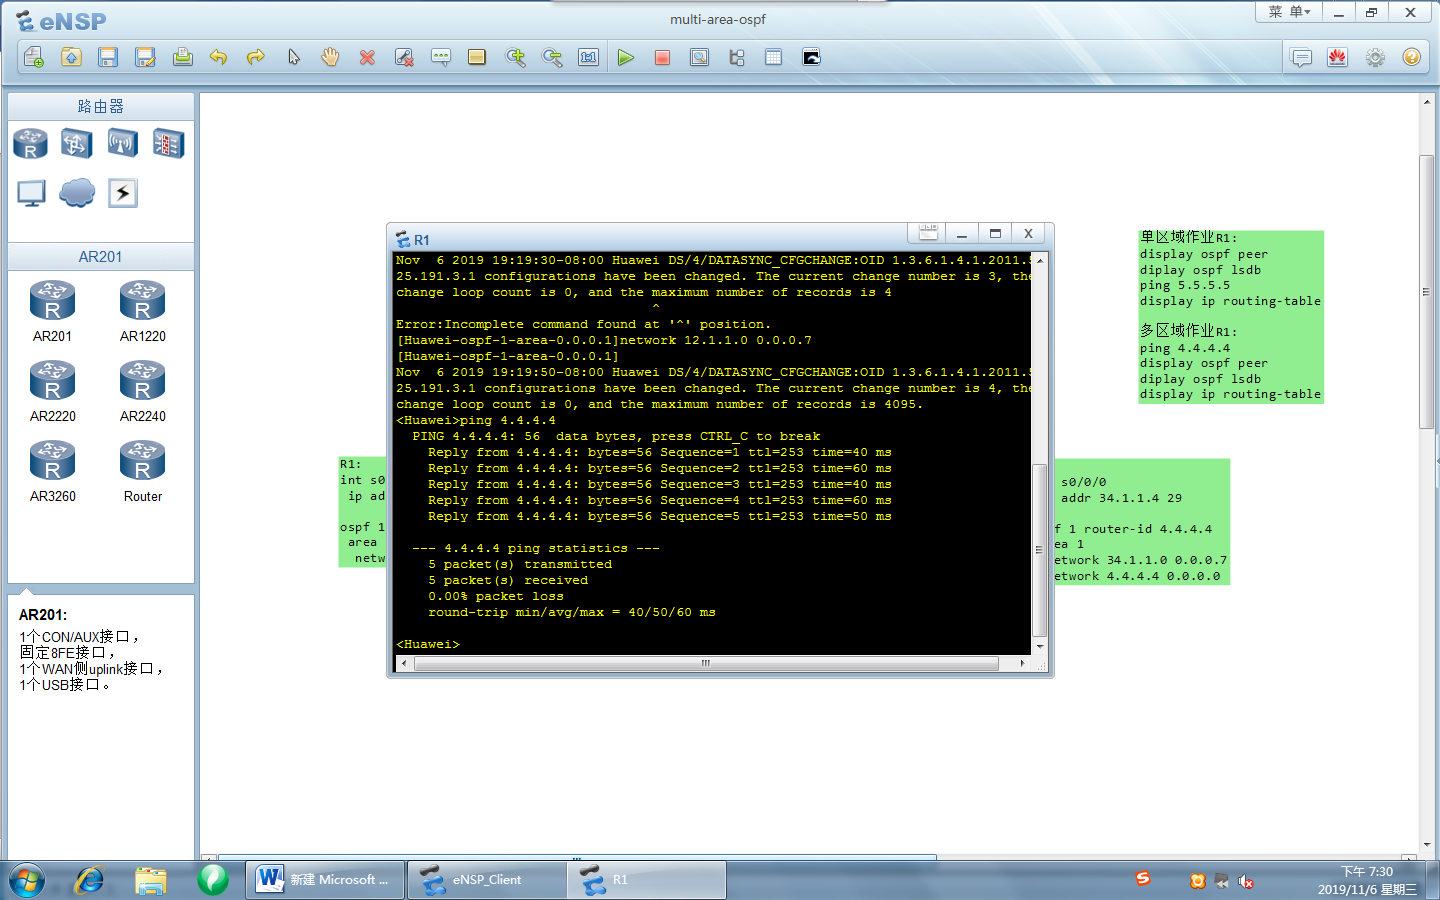 eNSP
multi-area-ospf
菜 单
路由器
R
AR201
R
R
AR201
AR1220
R
R
AR2220
AR2240
R
R
AR3260
Router
AR201:
1个CON/AUX接口，
固定8FE接口，
1个WAN侧uplink接口，
1个USB接口。
单区域作业R1:
display ospf peer
diplay ospf lsdb
ping 5.5.5.5
display ip routing-table
多区域作业R1:
ping 4.4.4.4
display ospf peer
diplay ospf lsdb
display ip routing-table
R1:
int s0
ip ad
ospf 1
area
netw
R1
Nov  6 2019 19:19:30-08:00 Huawei DS/4/DATASYNC_CFGCHANGE:OID 1.3.6.1.4.1.2011.5
25.191.3.1 configurations have been changed. The current change number is 3, the
change loop count is 0, and the maximum number of records is 4
^
Error:Incomplete command found at '^' position.
[Huawei-ospf-1-area-0.0.0.1]network 12.1.1.0 0.0.0.7
[Huawei-ospf-1-area-0.0.0.1]
Nov  6 2019 19:19:50-08:00 Huawei DS/4/DATASYNC_CFGCHANGE:OID 1.3.6.1.4.1.2011.5
25.191.3.1 configurations have been changed. The current change number is 4, the
change loop count is 0, and the maximum number of records is 4095.
<Huawei>ping 4.4.4.4
PING 4.4.4.4: 56  data bytes, press CTRL_C to break
Reply from 4.4.4.4: bytes=56 Sequence=1 ttl=253 time=40 ms
Reply from 4.4.4.4: bytes=56 Sequence=2 ttl=253 time=60 ms
Reply from 4.4.4.4: bytes=56 Sequence=3 ttl=253 time=40 ms
Reply from 4.4.4.4: bytes=56 Sequence=4 ttl=253 time=60 ms
Reply from 4.4.4.4: bytes=56 Sequence=5 ttl=253 time=50 ms
--- 4.4.4.4 ping statistics ---
5 packet(s) transmitted
5 packet(s) received
0.00% packet loss
round-trip min/avg/max = 40/50/60 ms
<Huawei>
s0/0/0
addr 34.1.1.4 29
f 1 router-id 4.4.4.4
ea 1
etwork 34.1.1.0 0.0.0.7
etwork 4.4.4.4 0.0.0.0
新建 Microsoft ...
eNSP_Client
R1
下午 7:30
2019/11/6 星期三